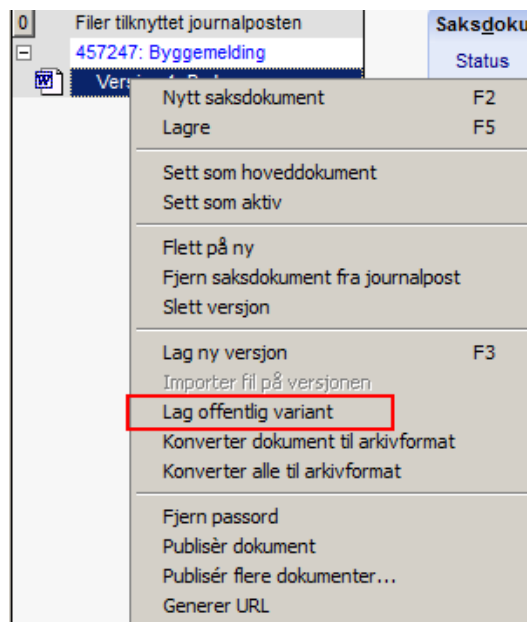 0 Filer tilknyttet journalposten
Saksdoku
457247: Byggemelding
Status
Nytt saksdokument F2
Lagre F5
Sett som hoveddokument
Sett som aktiv
Flett på ny
Fjern saksdokument fra journalpost
Slett versjon
Lag ny versjon F3
Importer fil på versjonen
Lag offentlig variant
Konverter dokument til arkivformat
Konverter alle til arkivformat
Fjern passord
Publisèr dokument
Publisér flere dokumenter...
Generer URL